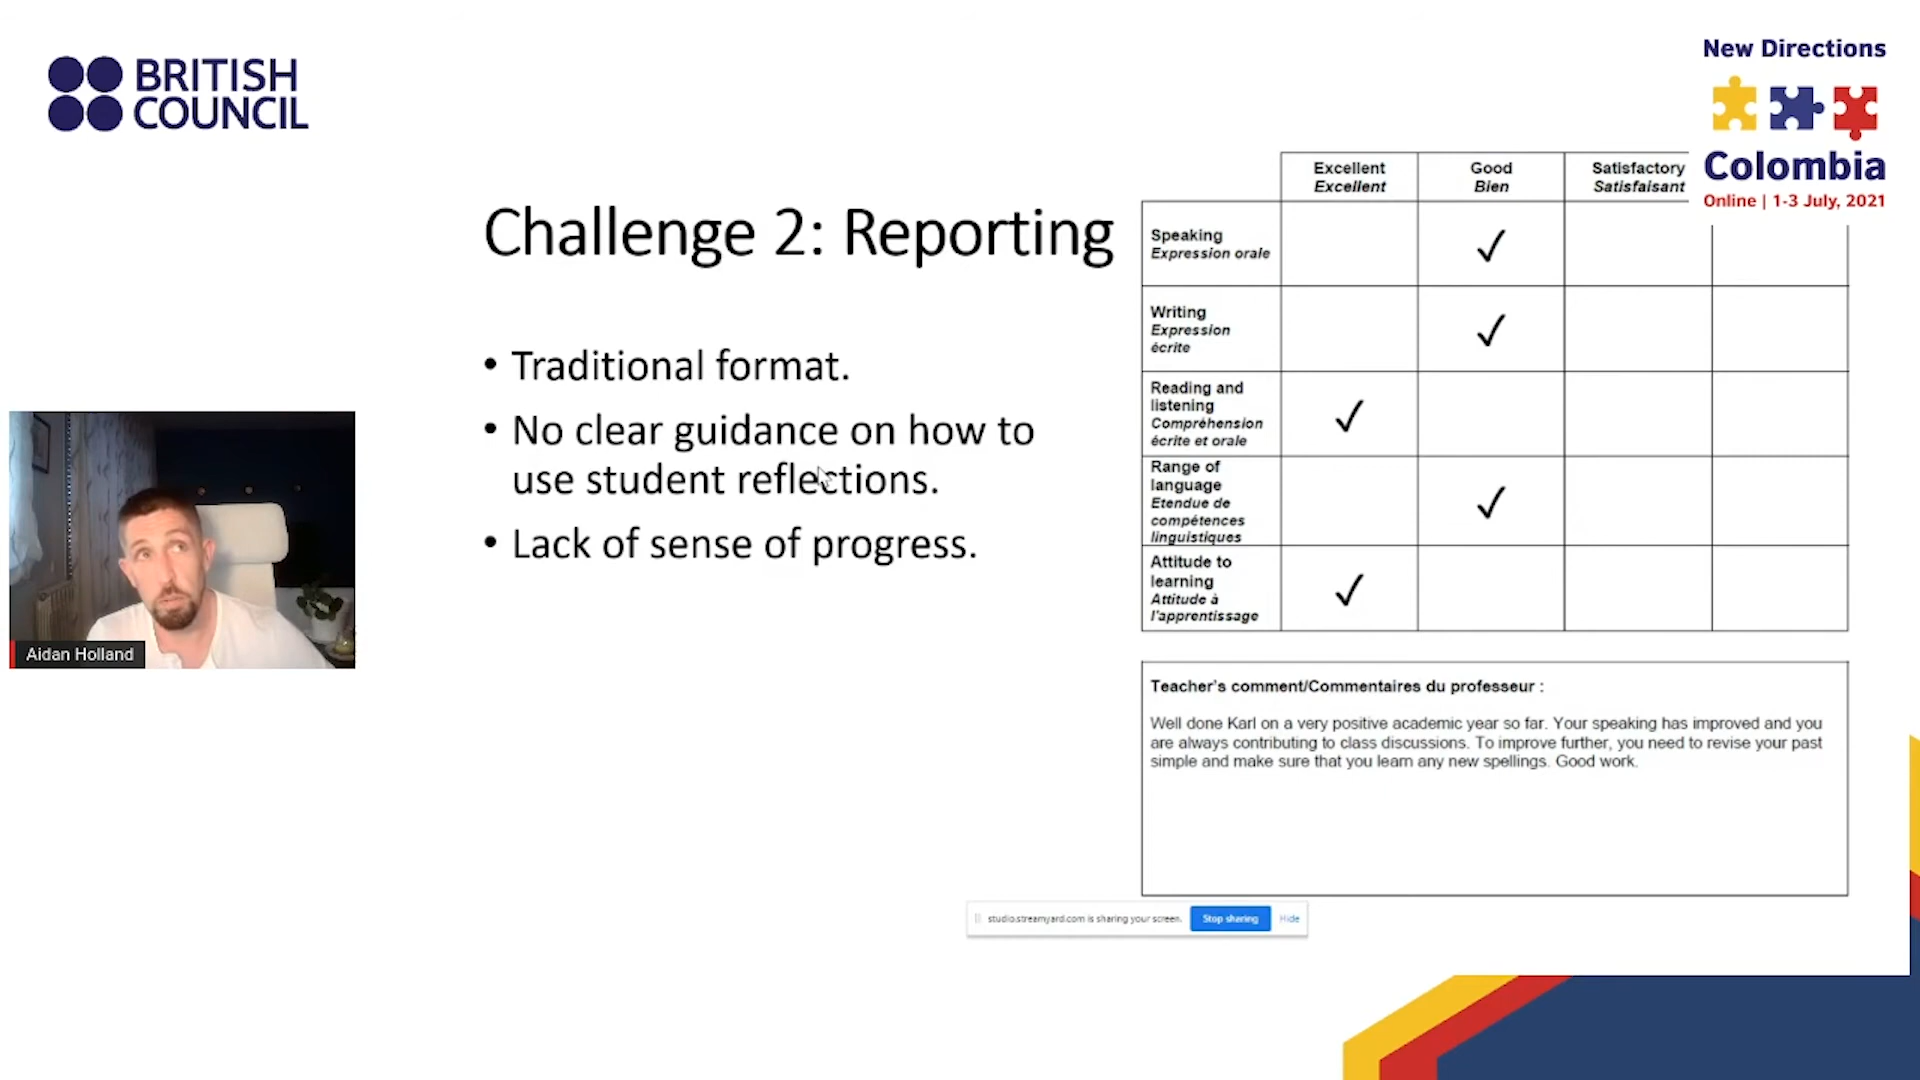 BRITISH
COUNCIL
New Directions
Colombia
Online | 1-3 July, 2021
Challenge 2: Reporting
• Traditional format.
• No clear guidance on how to
use student reflections.
• Lack of sense of progress.
Aidan Holland
Excellent
Excellent
Good
Bien
Satisfactory
Satisfaisant
Speaking
Expression orale
Writing
Expression
écrite
Reading and
listening
Compréhension
écrite et orale
Range of
language
Etendue de
compétences
linguistiques
Attitude to
learning
Attitude à
l'apprentissage
Teacher's comment/Commentaires du professeur :
Well done Karl on a very positive academic year so far. Your speaking has improved and you
are always contributing to class discussions. To improve further, you need to revise your past
simple and make sure that you learn any new spellings. Good work.
studio.streamyard.com is sharing your screen.
Stop sharing
Hide